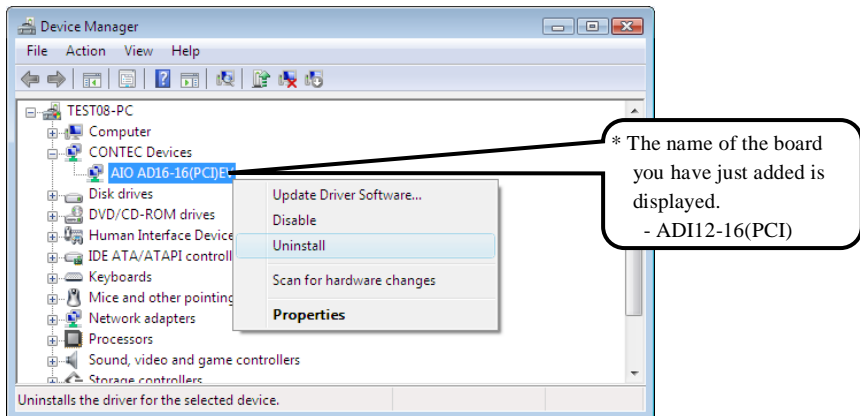 Device Manager
File Action View Help
TEST08-PC
Computer
CONTEC Devices
AIO AD16-16(PCI)EV
Disk drives
DVD/CD-ROM drives
Human Interface Device
IDE ATA/ATAPI controll
Keyboards
Mice and other pointing
Network adapters
Processors
Sound, video and game controllers
Storage controllers
Update Driver Software...
Disable
Uninstall
Scan for hardware changes
Properties
Uninstalls the driver for the selected device.
* The name of the board
you have just added is
displayed.
- ADI12-16(PCI)